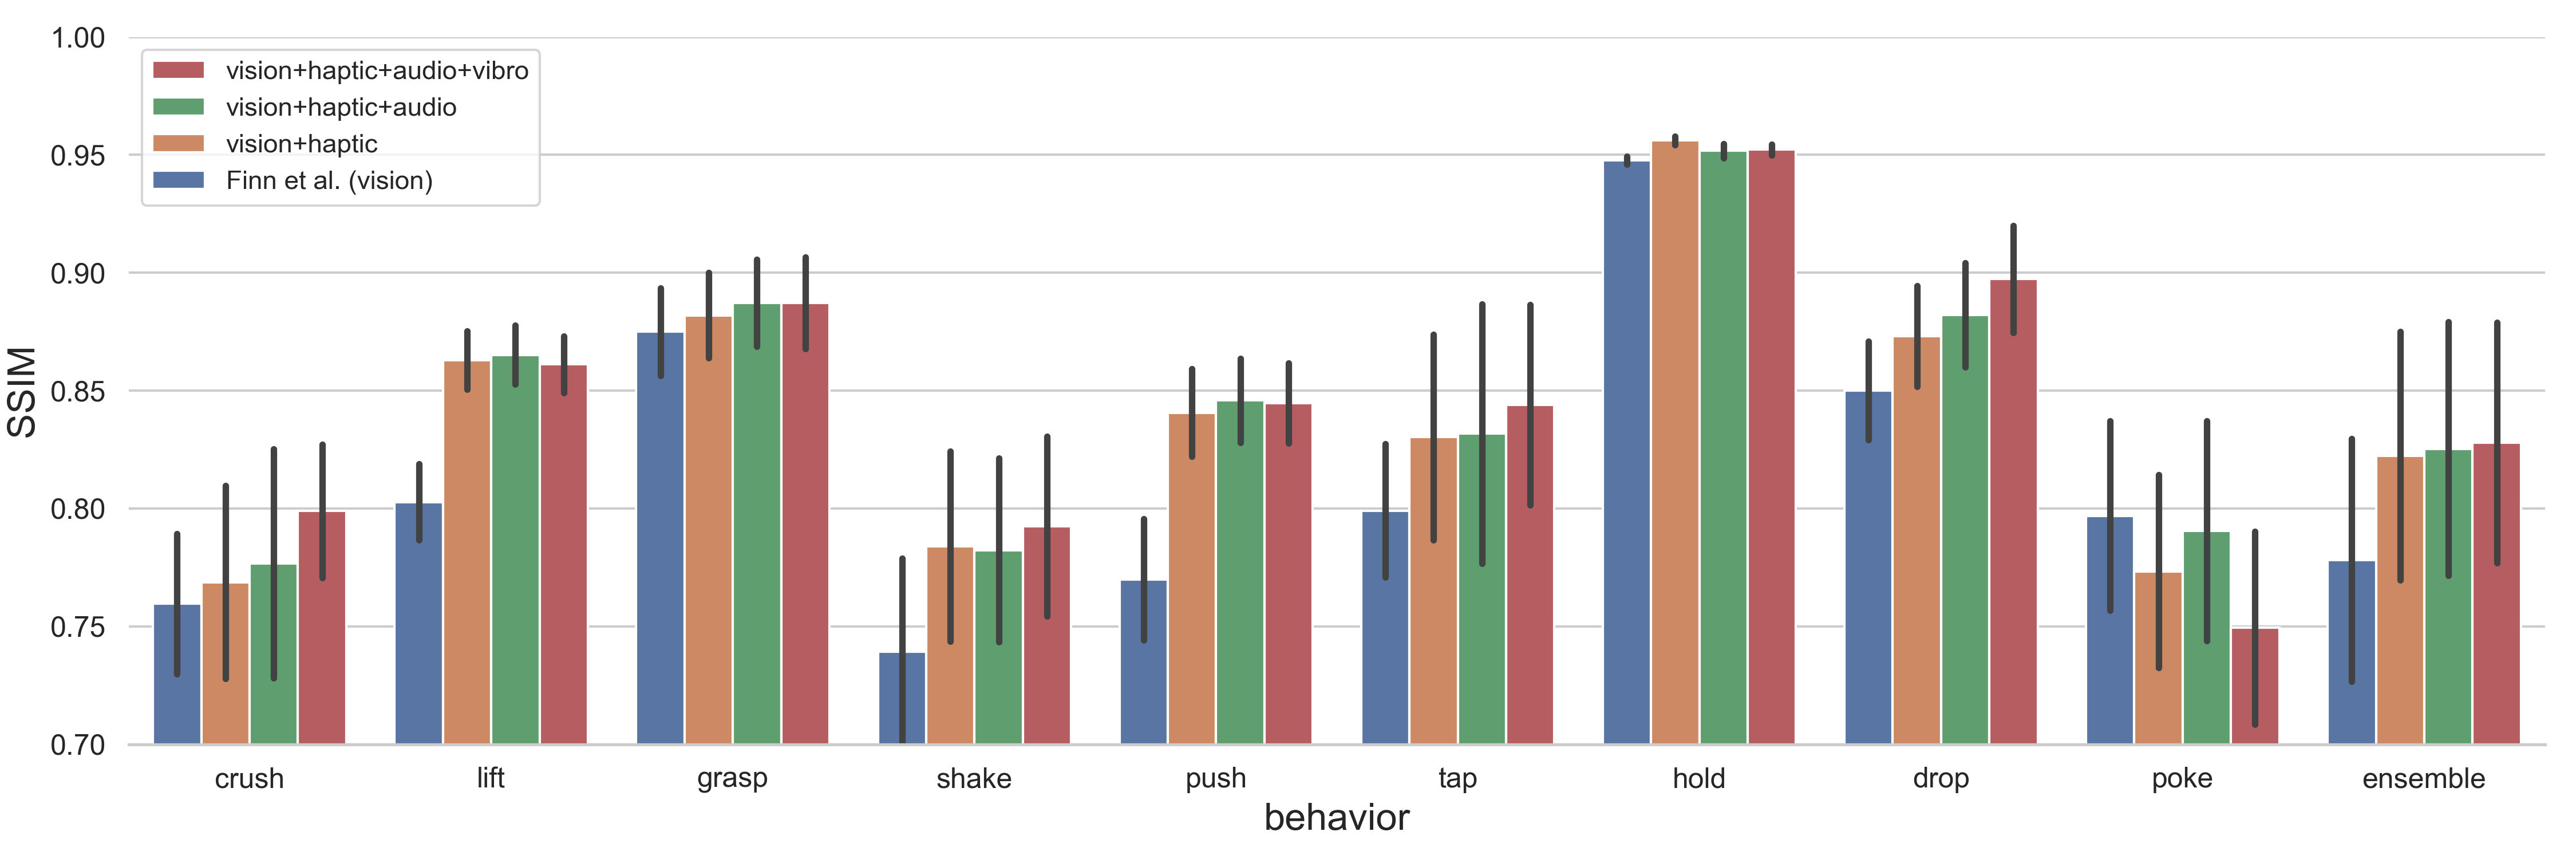 1.00
0.95
0.90
0.85
0.80
0.75
0.70
SSIM
vision+haptic+audio+vibro
vision+haptic+audio
vision+haptic
Finn et al. (vision)
crush lift grasp shake push tap hold drop poke ensemble
behavior